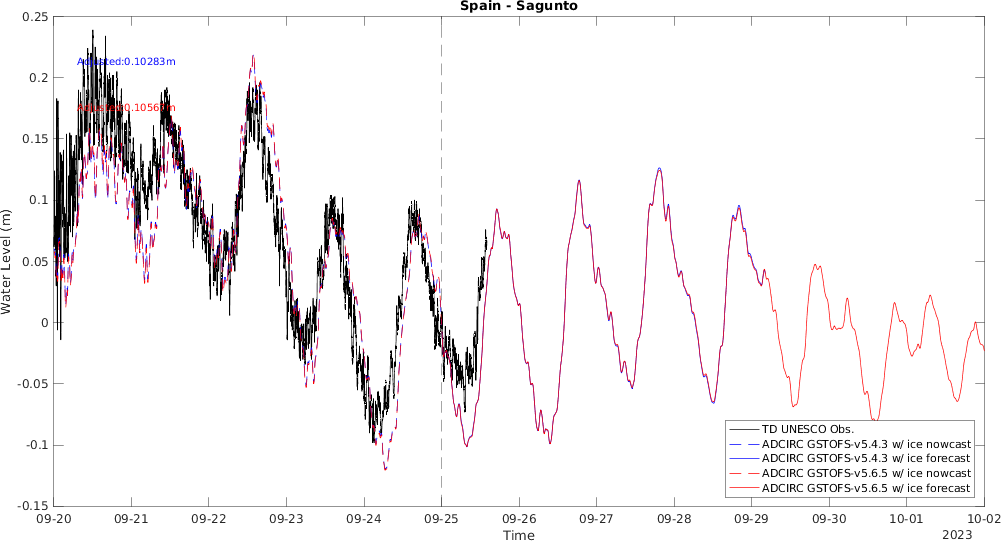 Spain - Sagunto
0.25
0.2
0.15
0.1
0.05
0
-0.05
-0.1
-0.15
Water Level (m)
Adjusted:0.10283m
09-20
09-21
09-22
09-23
09-24
09-25
09-26
09-27
09-28
09-29
09-30
10-01
10-02
Time
2023
TD UNESCO Obs.
ADCIRC GSTOFS-v5.4.3 w/ ice nowcast
ADCIRC GSTOFS-v5.4.3 w/ ice forecast
ADCIRC GSTOFS-v5.6.5 w/ ice nowcast
ADCIRC GSTOFS-v5.6.5 w/ ice forecast